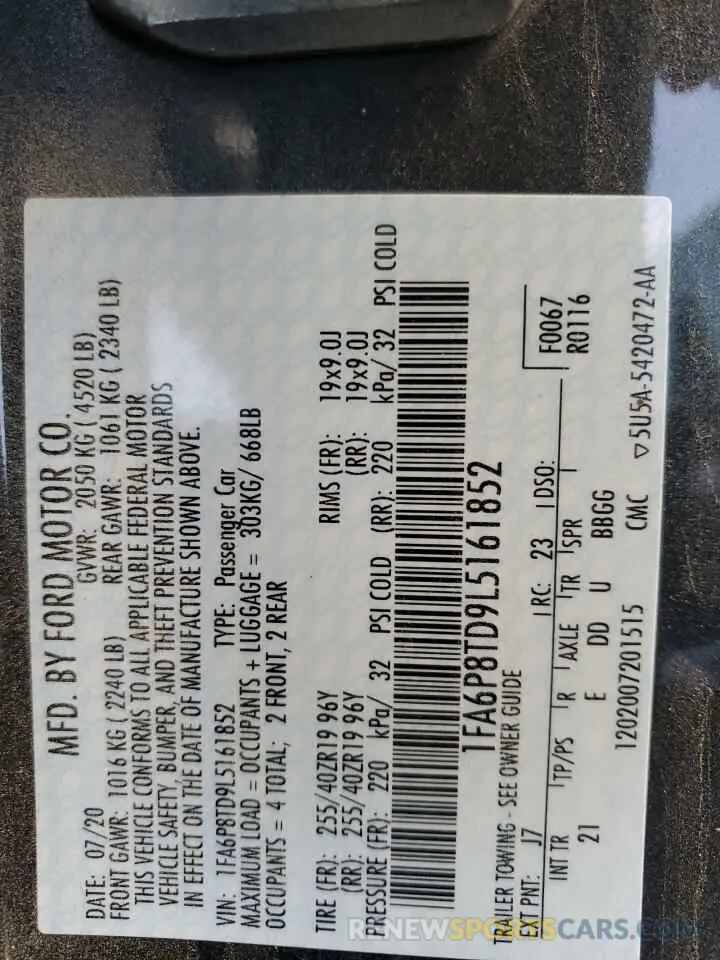 MFD. BY FORD MOTOR CO.
DATE: 07/20 GVWR: 2050 KG ( 4520 LB)
FRONT GAWR: 1016 KG ( 2240 LB) REAR GAWR: 1061 KG ( 2340 LB)
THIS VEHICLE CONFORMS TO ALL APPLICABLE FEDERAL MOTOR
VEHICLE SAFETY, BUMPER, AND THEFT PREVENTION STANDARDS
IN EFFECT ON THE DATE OF MANUFACTURE SHOWN ABOVE.
VIN: 1FA6P8TD9L5161852 TYPE: Passenger Car
MAXIMUM LOAD = OCCUPANTS + LUGGAGE = 303KG/ 668LB
OCCUPANTS = 4 TOTAL; 2 FRONT, 2 REAR
TIRE (FR): 255/40ZR19 96Y RIMS (FR): 19x9.0J
(RR): 255/40ZR19 96Y (RR): 19x9.0J
PRESSURE (FR): 220 kPa/ 32 PSI COLD (RR): 220 kPa/ 32 PSI COLD
1FA6P8TD9L5161852
TRAILER TOWING - SEE OWNER GUIDE
EXT PNT: J7 RC: 23 DSO: F0067
R0116
INT TR TP/PS R AXLE TR SPR
21 E DD U BBGG
1202007201515 CMC ▽5U5A-5420472-AA
RENEWSPORTSCARS.COM